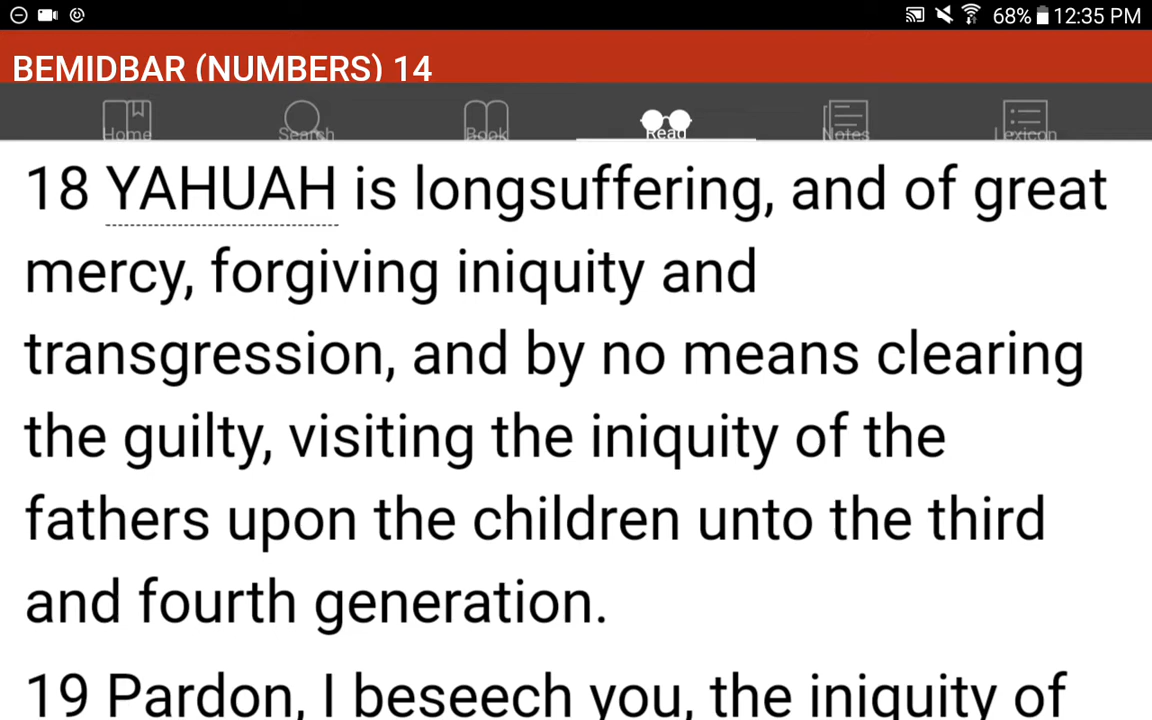 68% 12:35 PM
BEMIDBAR (NUMBERS) 14
Home Search Book Read Notes Lexicon
18 YAHUAH is longsuffering, and of great
mercy, forgiving iniquity and
transgression, and by no means clearing
the guilty, visiting the iniquity of the
fathers upon the children unto the third
and fourth generation.
19 Pardon, I beseech you, the iniquity of